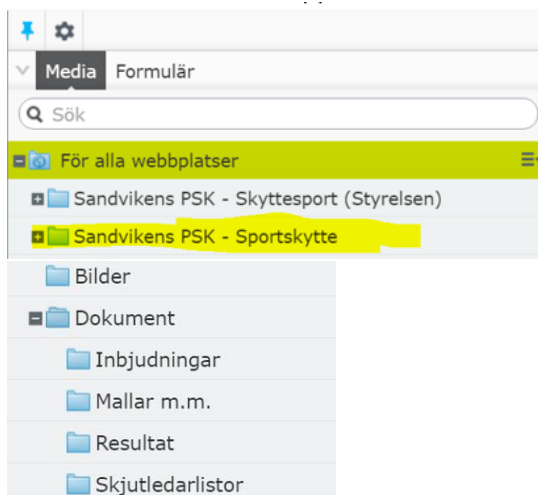 Media Formulär
Sök
För alla webbplatser
Sandvikens PSK - Skyttesport (Styrelsen)
Sandvikens PSK - Sportskytte
Bilder
Dokument
Inbjudningar
Mallar m.m.
Resultat
Skjutledarlistor